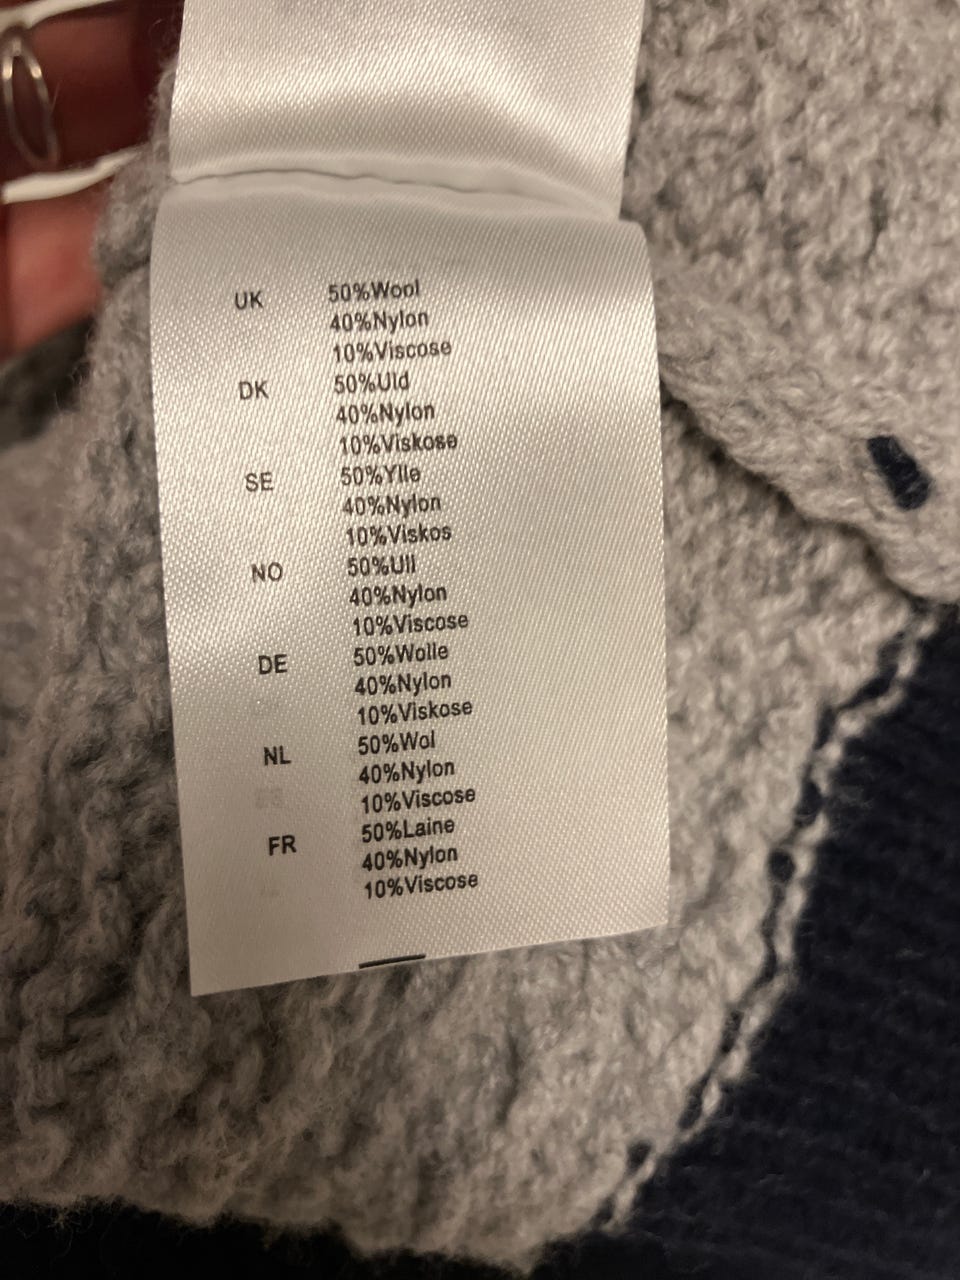 UK 50%Wool
40%Nylon
10%Viscose
DK 50%Uld
40%Nylon
10%Viskose
SE 50%Ylle
40%Nylon
10%Viskos
NO 50%Ull
40%Nylon
10%Viscose
DE 50%Wolle
40%Nylon
10%Viskose
NL 50%Wol
40%Nylon
10%Viscose
FR 50%Laine
40%Nylon
10%Viscose